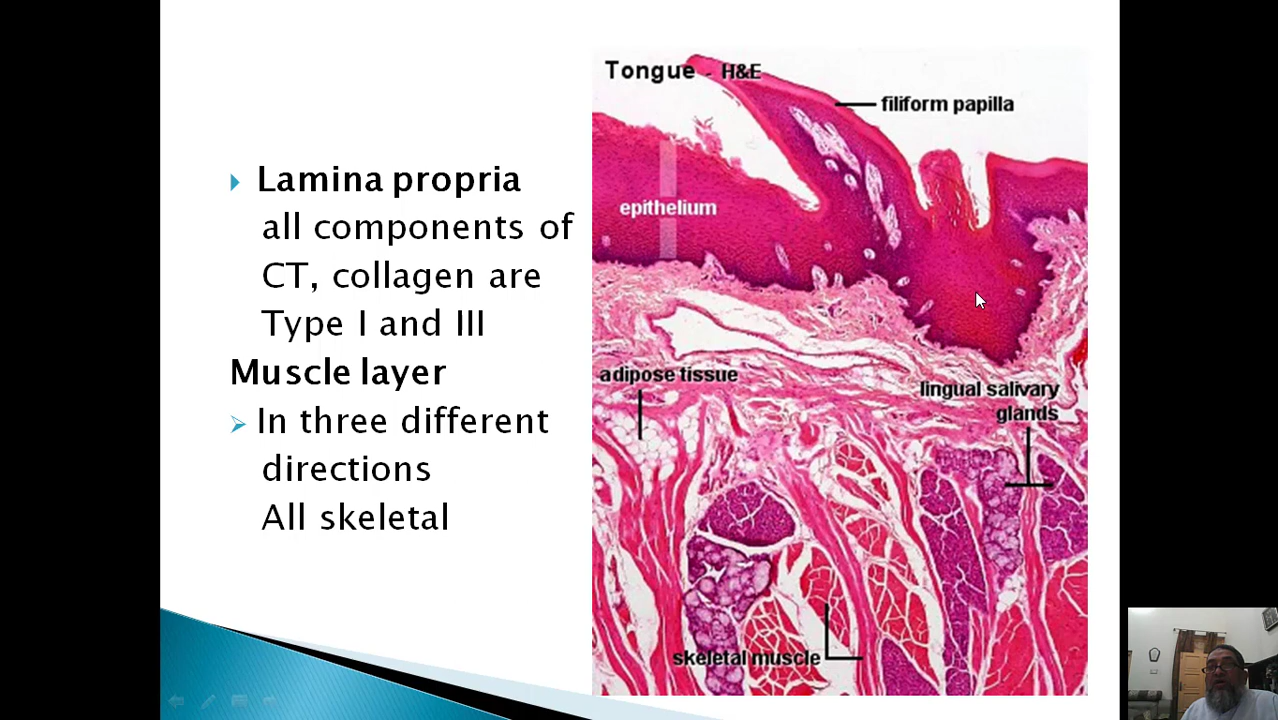 Lamina propria
all components of
CT, collagen are
Type I and III
Muscle layer
In three different
directions
All skeletal
Tongue - H&E
filiform papilla
epithelium
adipose tissue
lingual salivary
glands
skeletal muscle